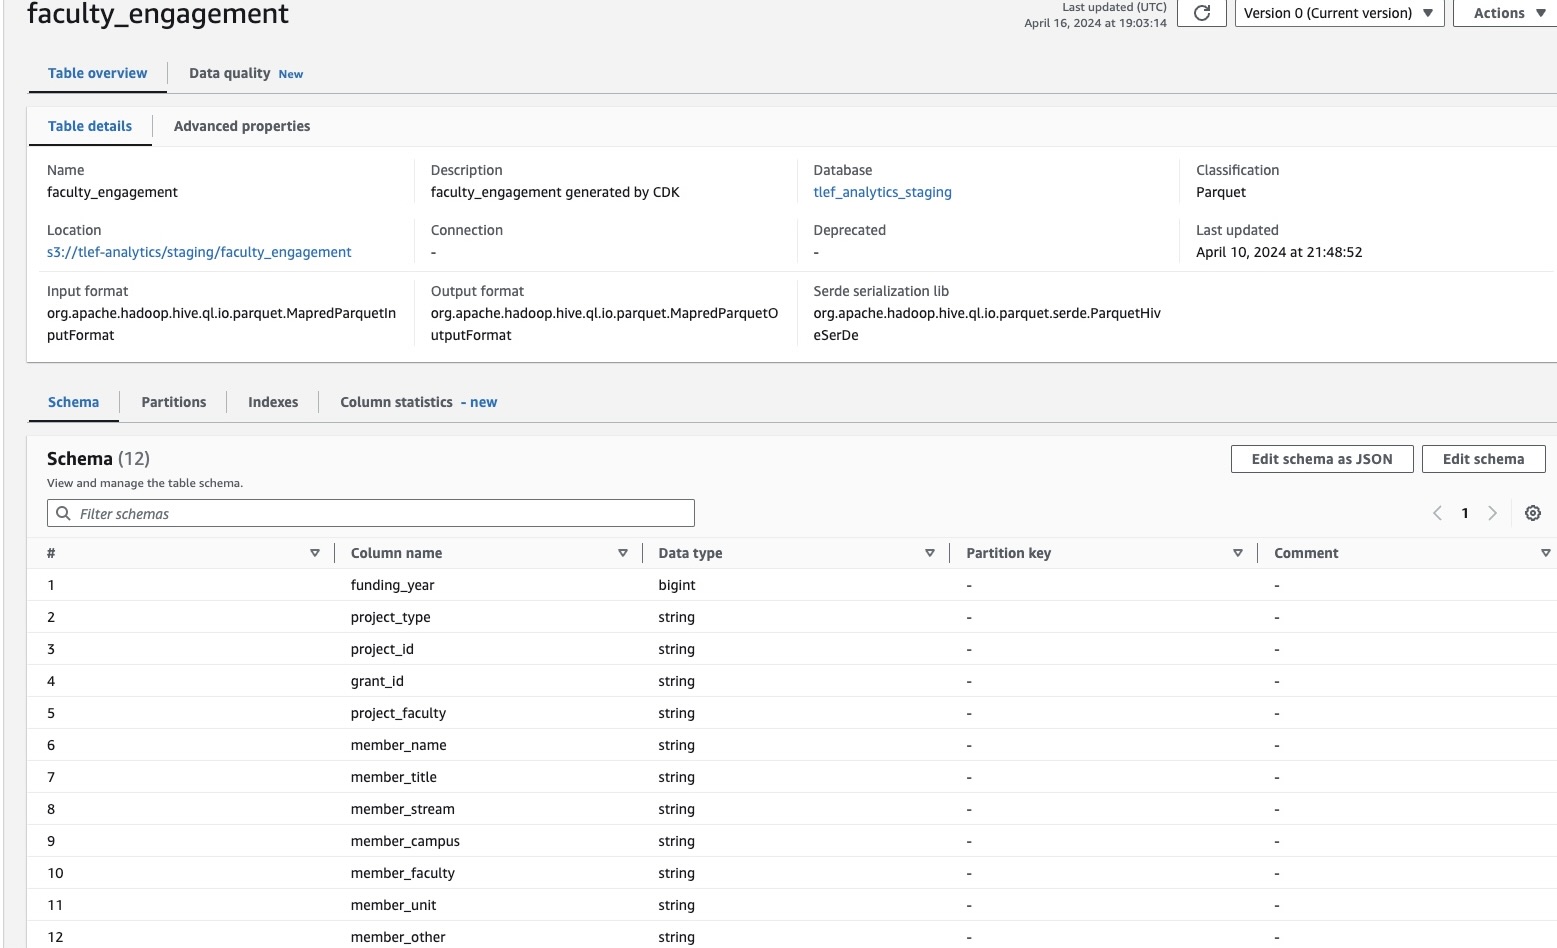 faculty_engagement
Last updated (UTC)
April 16, 2024 at 19:03:14
Version 0 (Current version)
Actions
Table overview
Data quality New
Table details
Advanced properties
Name
faculty_engagement
Description
faculty_engagement generated by CDK
Database
tlef_analytics_staging
Classification
Parquet
Location
s3://tlef-analytics/staging/faculty_engagement
Connection
-
Deprecated
-
Last updated
April 10, 2024 at 21:48:52
Input format
org.apache.hadoop.hive.ql.io.parquet.MapredParquetIn
putFormat
Output format
org.apache.hadoop.hive.ql.io.parquet.MapredParquetO
utputFormat
Serde serialization lib
org.apache.hadoop.hive.ql.io.parquet.serde.ParquetHiv
eSerDe
Schema
Partitions
Indexes
Column statistics - new
Schema (12)
View and manage the table schema.
Edit schema as JSON
Edit schema
Filter schemas
1
# Column name Data type Partition key Comment
1 funding_year bigint - -
2 project_type string - -
3 project_id string - -
4 grant_id string - -
5 project_faculty string - -
6 member_name string - -
7 member_title string - -
8 member_stream string - -
9 member_campus string - -
10 member_faculty string - -
11 member_unit string - -
12 member_other string - -